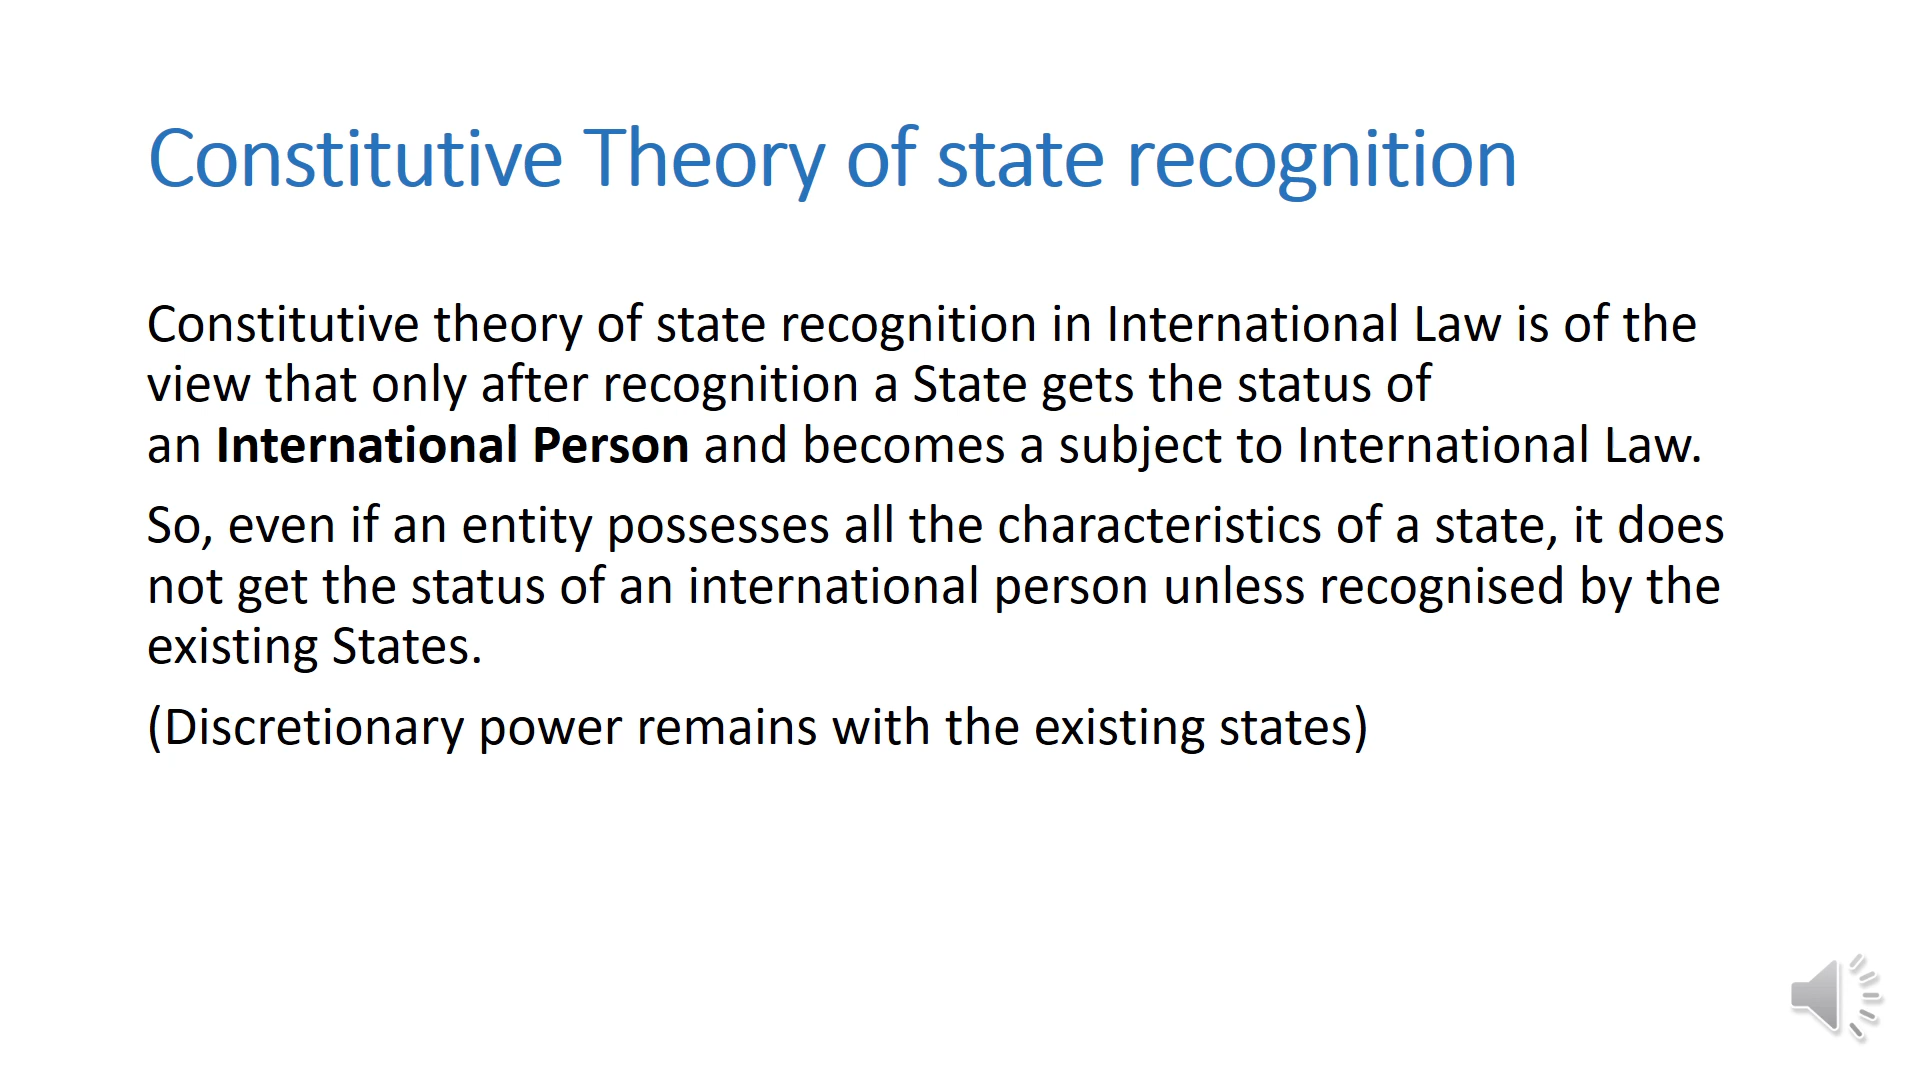 Constitutive Theory of state recognition
Constitutive theory of state recognition in International Law is of the
view that only after recognition a State gets the status of
an International Person and becomes a subject to International Law.
So, even if an entity possesses all the characteristics of a state, it does
not get the status of an international person unless recognised by the
existing States.
(Discretionary power remains with the existing states)